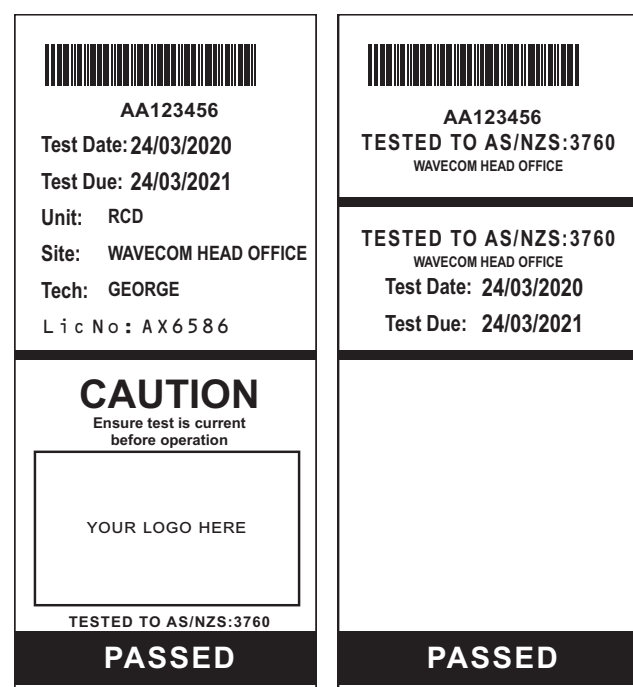 AA123456
Test Date: 24/03/2020
Test Due: 24/03/2021
Unit: RCD
Site: WAVECOM HEAD OFFICE
Tech: GEORGE
Lic No: AX6586
CAUTION
Ensure test is current
before operation
YOUR LOGO HERE
TESTED TO AS/NZS:3760
PASSED
AA123456
TESTED TO AS/NZS:3760
WAVECOM HEAD OFFICE
TESTED TO AS/NZS:3760
WAVECOM HEAD OFFICE
Test Date: 24/03/2020
Test Due: 24/03/2021
PASSED